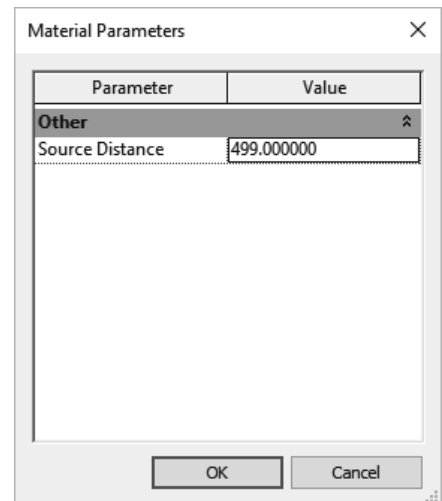 Material Parameters
Parameter Value
Other
Source Distance 499.000000
OK Cancel